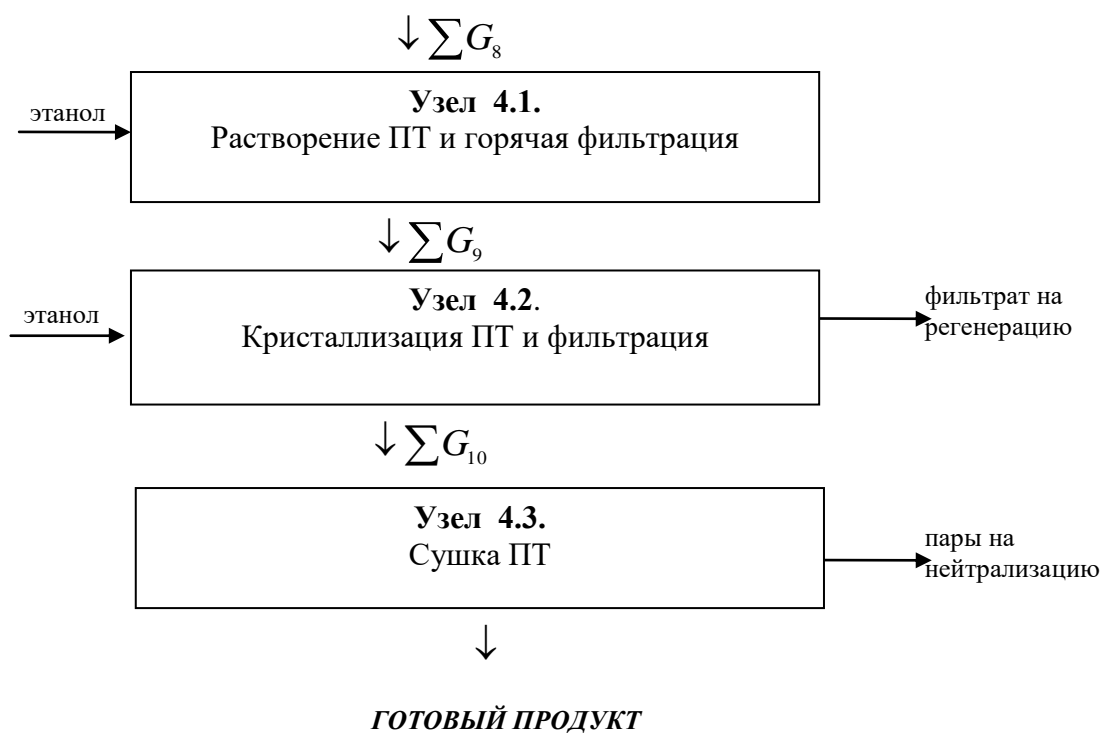 ↓∑G₈
этанол
Узел 4.1.
Растворение ПТ и горячая фильтрация
↓∑G₉
этанол
Узел 4.2.
Кристаллизация ПТ и фильтрация
фильтрат на
регенерацию
↓∑G₁₀
Узел 4.3.
Сушка ПТ
пары на
нейтрализацию
↓
ГОТОВЫЙ ПРОДУКТ